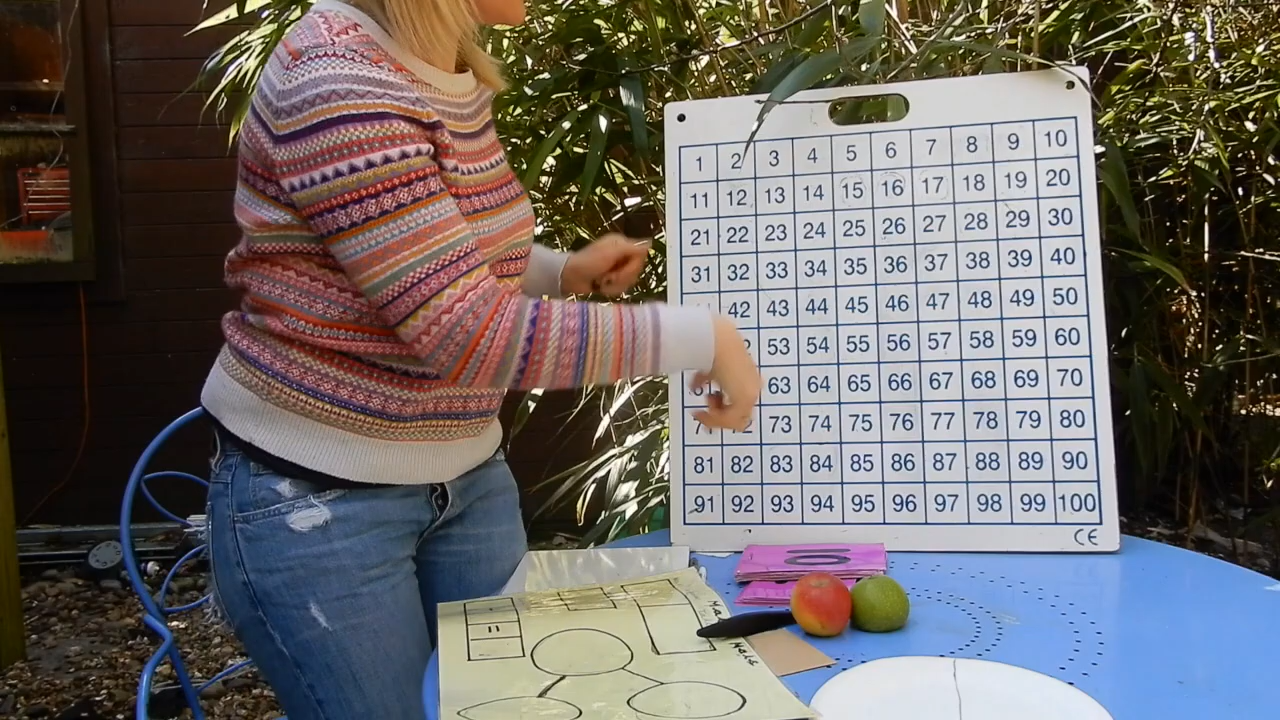 1 2 3 4 5 6 7 8 9 10
11 12 13 14 15 16 17 18 19 20
21 22 23 24 25 26 27 28 29 30
31 32 33 34 35 36 37 38 39 40
42 43 44 45 46 47 48 49 50
53 54 55 56 57 58 59 60
61 63 64 65 66 67 68 69 70
71 72 73 74 75 76 77 78 79 80
81 82 83 84 85 86 87 88 89 90
91 92 93 94 95 96 97 98 99 100
CE
=